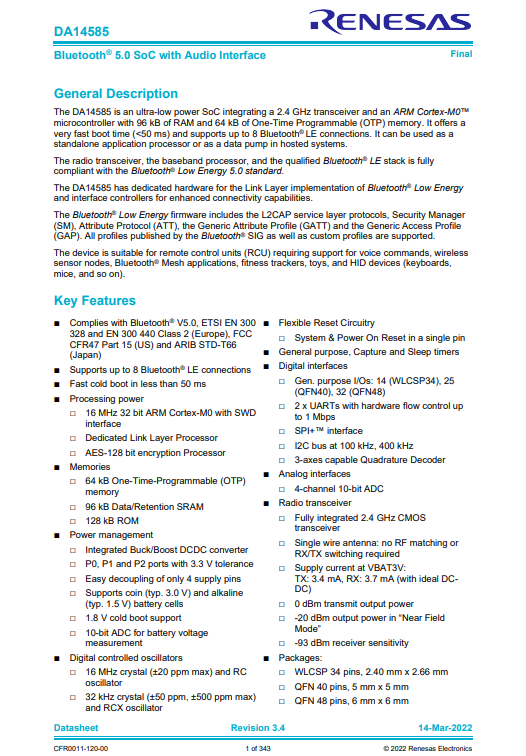 RENESAS
DA14585
Bluetooth® 5.0 SoC with Audio Interface
Final
General Description
The DA14585 is an ultra-low power SoC integrating a 2.4 GHz transceiver and an ARM Cortex-M0™
microcontroller with 96 kB of RAM and 64 kB of One-Time Programmable (OTP) memory. It offers a
very fast boot time (<50 ms) and supports up to 8 Bluetooth® LE connections. It can be used as a
standalone application processor or as a data pump in hosted systems.
The radio transceiver, the baseband processor, and the qualified Bluetooth® LE stack is fully
compliant with the Bluetooth® Low Energy 5.0 standard.
The DA14585 has dedicated hardware for the Link Layer implementation of Bluetooth® Low Energy
and interface controllers for enhanced connectivity capabilities.
The Bluetooth® Low Energy firmware includes the L2CAP service layer protocols, Security Manager
(SM), Attribute Protocol (ATT), the Generic Attribute Profile (GATT) and the Generic Access Profile
(GAP). All profiles published by the Bluetooth® SIG as well as custom profiles are supported.
The device is suitable for remote control units (RCU) requiring support for voice commands, wireless
sensor nodes, Bluetooth® Mesh applications, fitness trackers, toys, and HID devices (keyboards,
mice, and so on).
Key Features
■ Complies with Bluetooth® V5.0, ETSI EN 300
328 and EN 300 440 Class 2 (Europe), FCC
CFR47 Part 15 (US) and ARIB STD-T66
(Japan)
■ Supports up to 8 Bluetooth® LE connections
■ Fast cold boot in less than 50 ms
■ Processing power
□ 16 MHz 32 bit ARM Cortex-M0 with SWD
interface
□ Dedicated Link Layer Processor
□ AES-128 bit encryption Processor
■ Memories
□ 64 kB One-Time-Programmable (OTP)
memory
□ 96 kB Data/Retention SRAM
□ 128 kB ROM
■ Power management
□ Integrated Buck/Boost DCDC converter
□ P0, P1 and P2 ports with 3.3 V tolerance
□ Easy decoupling of only 4 supply pins
□ Supports coin (typ. 3.0 V) and alkaline
(typ. 1.5 V) battery cells
□ 1.8 V cold boot support
□ 10-bit ADC for battery voltage
measurement
■ Digital controlled oscillators
□ 16 MHz crystal (±20 ppm max) and RC
oscillator
□ 32 kHz crystal (±50 ppm, ±500 ppm max)
and RCX oscillator
■ Flexible Reset Circuitry
□ System & Power On Reset in a single pin
■ General purpose, Capture and Sleep timers
■ Digital interfaces
□ Gen. purpose I/Os: 14 (WLCSP34), 25
(QFN40), 32 (QFN48)
□ 2 x UARTs with hardware flow control up
to 1 Mbps
□ SPI+™ interface
□ I2C bus at 100 kHz, 400 kHz
□ 3-axes capable Quadrature Decoder
■ Analog interfaces
□ 4-channel 10-bit ADC
■ Radio transceiver
□ Fully integrated 2.4 GHz CMOS
transceiver
□ Single wire antenna: no RF matching or
RX/TX switching required
□ Supply current at VBAT3V:
TX: 3.4 mA, RX: 3.7 mA (with ideal DC-
DC)
□ 0 dBm transmit output power
□ -20 dBm output power in “Near Field
Mode”
□ -93 dBm receiver sensitivity
■ Packages:
□ WLCSP 34 pins, 2.40 mm x 2.66 mm
□ QFN 40 pins, 5 mm x 5 mm
□ QFN 48 pins, 6 mm x 6 mm
Datasheet
Revision 3.4
14-Mar-2022
CFR0011-120-00
1 of 343
© 2022 Renesas Electronics